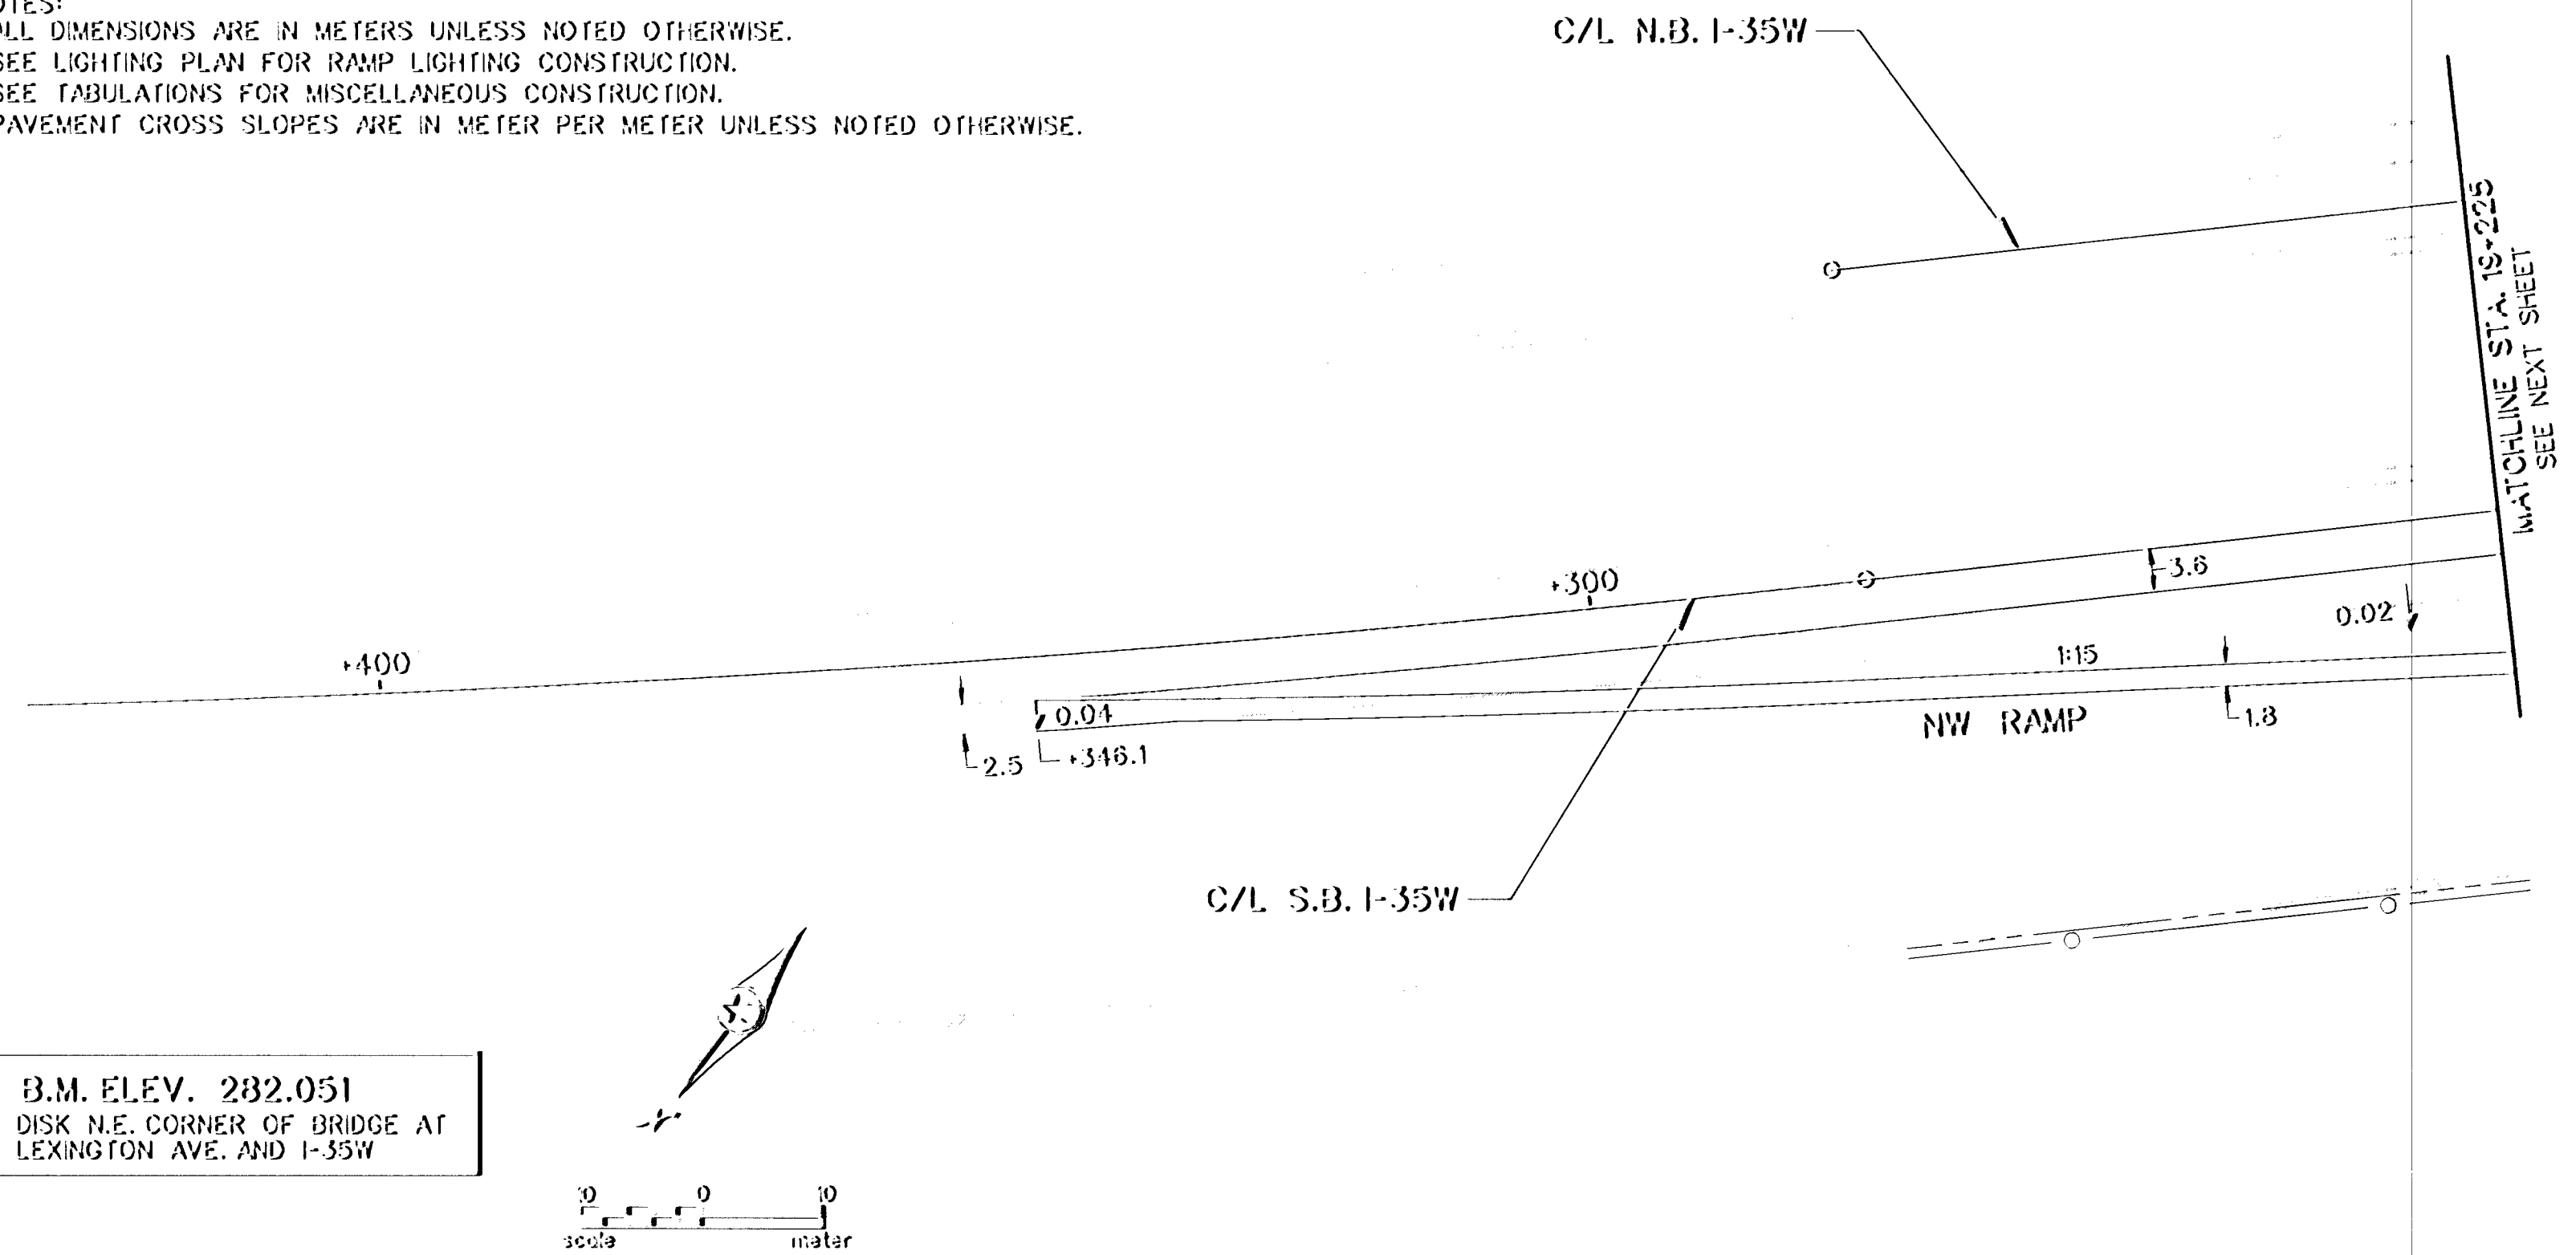 OTES:
ALL DIMENSIONS ARE IN METERS UNLESS NOTED OTHERWISE.
SEE LIGHTING PLAN FOR RAMP LIGHTING CONSTRUCTION.
SEE TABULATIONS FOR MISCELLANEOUS CONSTRUCTION.
PAVEMENT CROSS SLOPES ARE IN METER PER METER UNLESS NOTED OTHERWISE.
C/L N.B. I-35W
MATCHLINE STA. 19+225
SEE NEXT SHEET
+300
3.6
0.02
+400
1:15
0.04
NW RAMP
1.8
2.5
+346.1
C/L S.B. I-35W
B.M. ELEV. 282.051
DISK N.E. CORNER OF BRIDGE AT
LEXINGTON AVE. AND I-35W
10 0 10
scale meter